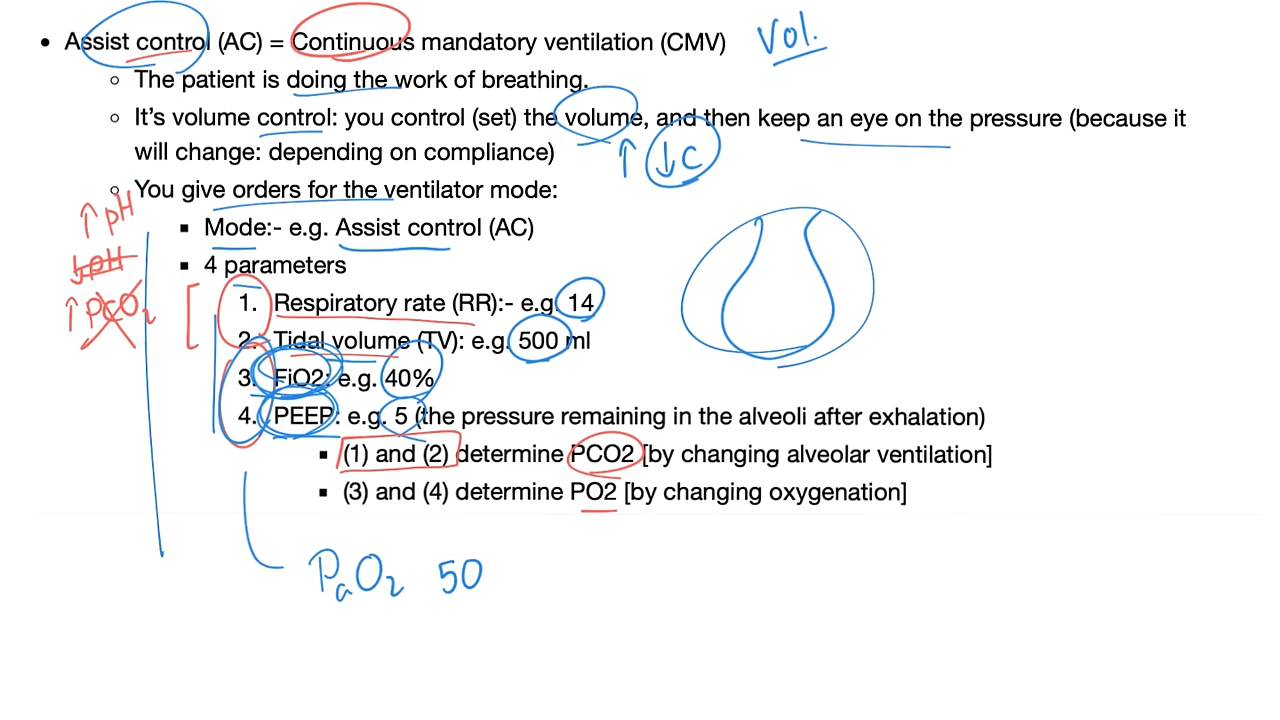 Assist control (AC) = Continuous mandatory ventilation (CMV) Vol.
The patient is doing the work of breathing.
It's volume control: you control (set) the volume, and then keep an eye on the pressure (because it
will change: depending on compliance) ↑ ↓C
You give orders for the ventilator mode:
↑pH
Mode:- e.g. Assist control (AC)
↓pH
4 parameters
1. Respiratory rate (RR):- e.g. 14
↑PCO2
2. Tidal volume (TV): e.g. 500 ml
3. FiO2: e.g. 40%
4. PEEP: e.g. 5 (the pressure remaining in the alveoli after exhalation)
(1) and (2) determine PCO2 [by changing alveolar ventilation]
(3) and (4) determine PO2 [by changing oxygenation]
PaO2 50